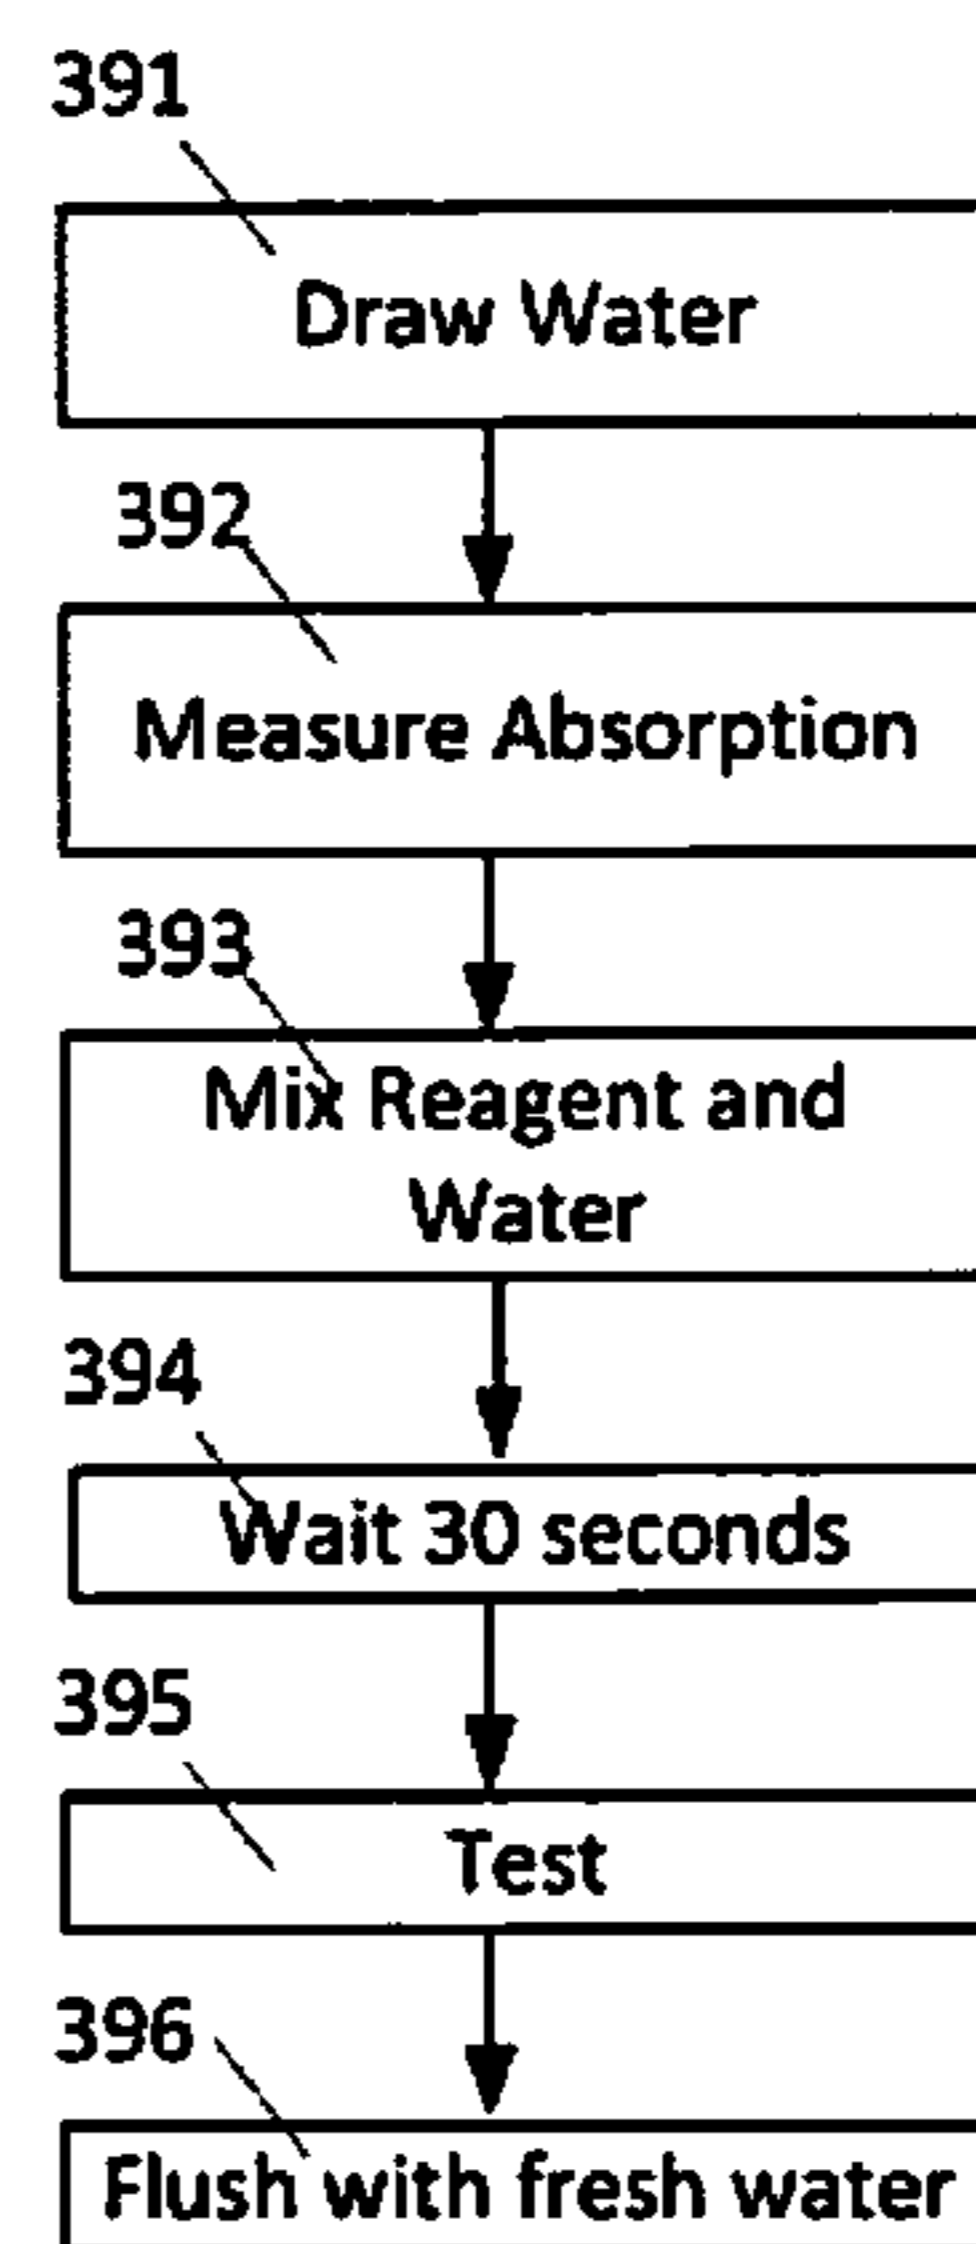 391
Draw Water
392
Measure Absorption
393
Mix Reagent and
Water
394
Wait 30 seconds
395
Test
396
Flush with fresh water